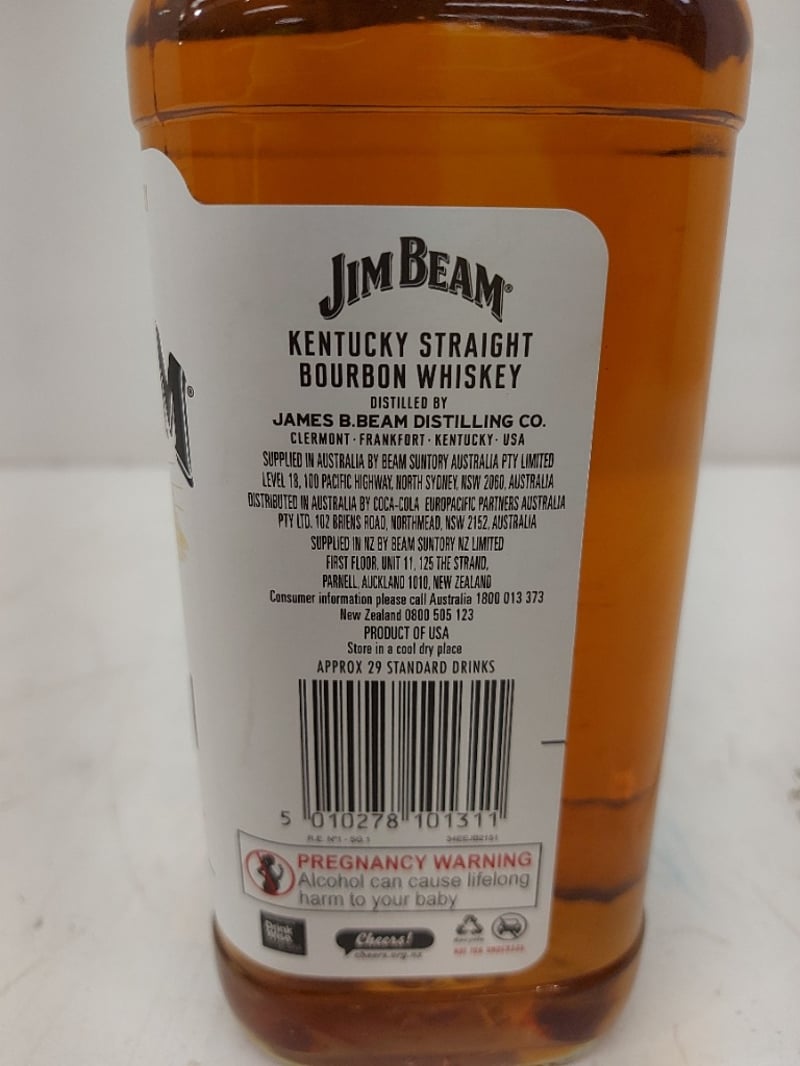 JIM BEAM®
KENTUCKY STRAIGHT
BOURBON WHISKEY
DISTILLED BY
JAMES B.BEAM DISTILLING CO.
CLERMONT · FRANKFORT · KENTUCKY · USA
SUPPLIED IN AUSTRALIA BY BEAM SUNTORY AUSTRALIA PTY LIMITED
LEVEL 18, 100 PACIFIC HIGHWAY, NORTH SYDNEY, NSW 2060, AUSTRALIA
DISTRIBUTED IN AUSTRALIA BY COCA-COLA EUROPACIFIC PARTNERS AUSTRALIA
PTY LTD. 102 BRIENS ROAD, NORTHMEAD, NSW 2152, AUSTRALIA
SUPPLIED IN NZ BY BEAM SUNTORY NZ LIMITED
FIRST FLOOR, UNIT 11, 125 THE STRAND,
PARNELL, AUCKLAND 1010, NEW ZEALAND
Consumer information please call Australia 1800 013 373
New Zealand 0800 505 123
PRODUCT OF USA
Store in a cool dry place
APPROX 29 STANDARD DRINKS
5 010278 101311
PREGNANCY WARNING
Alcohol can cause lifelong
harm to your baby
Drink
Wise
Cheers!
cheers.org.nz
Recycle
M®